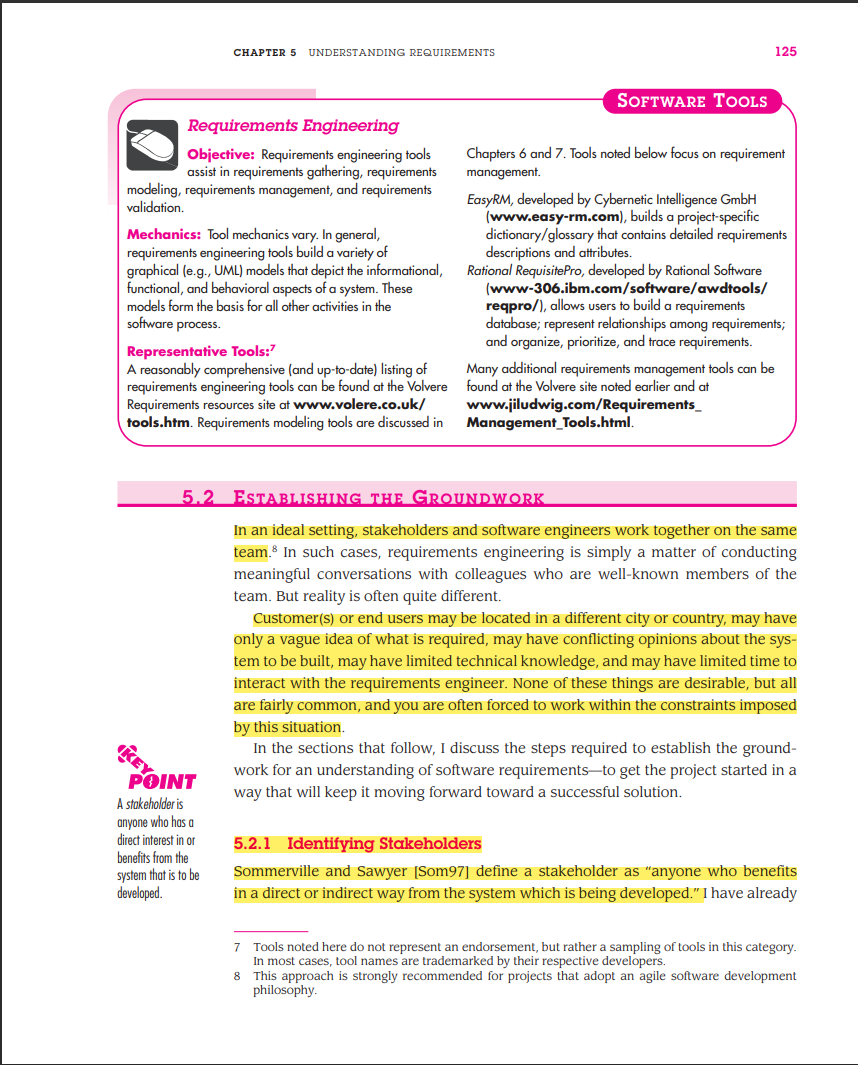 CHAPTER 5 UNDERSTANDING REQUIREMENTS
125
SOFTWARE TOOLS
Requirements Engineering
Objective: Requirements engineering tools
assist in requirements gathering, requirements
modeling, requirements management, and requirements
validation.
Mechanics: Tool mechanics vary. In general,
requirements engineering tools build a variety of
graphical (e.g., UML) models that depict the informational,
functional, and behavioral aspects of a system. These
models form the basis for all other activities in the
software process.
Representative Tools:7
A reasonably comprehensive (and up-to-date) listing of
requirements engineering tools can be found at the Volvere
Requirements resources site at www.volere.co.uk/
tools.htm. Requirements modeling tools are discussed in
Chapters 6 and 7. Tools noted below focus on requirement
management.
EasyRM, developed by Cybernetic Intelligence GmbH
(www.easy-rm.com), builds a project-specific
dictionary/glossary that contains detailed requirements
descriptions and attributes.
Rational RequisitePro, developed by Rational Software
(www-306.ibm.com/software/awdtools/
reqpro/), allows users to build a requirements
database; represent relationships among requirements;
and organize, prioritize, and trace requirements.
Many additional requirements management tools can be
found at the Volvere site noted earlier and at
www.jiludwig.com/Requirements_
Management_Tools.html.
5.2 ESTABLISHING THE GROUNDWORK
In an ideal setting, stakeholders and software engineers work together on the same
team.8 In such cases, requirements engineering is simply a matter of conducting
meaningful conversations with colleagues who are well-known members of the
team. But reality is often quite different.
Customer(s) or end users may be located in a different city or country, may have
only a vague idea of what is required, may have conflicting opinions about the sys-
tem to be built, may have limited technical knowledge, and may have limited time to
interact with the requirements engineer. None of these things are desirable, but all
are fairly common, and you are often forced to work within the constraints imposed
by this situation.
In the sections that follow, I discuss the steps required to establish the ground-
work for an understanding of software requirements—to get the project started in a
way that will keep it moving forward toward a successful solution.
KEY
POINT
A stakeholder is
anyone who has a
direct interest in or
benefits from the
system that is to be
developed.
5.2.1 Identifying Stakeholders
Sommerville and Sawyer [Som97] define a stakeholder as “anyone who benefits
in a direct or indirect way from the system which is being developed.” I have already
7 Tools noted here do not represent an endorsement, but rather a sampling of tools in this category.
In most cases, tool names are trademarked by their respective developers.
8 This approach is strongly recommended for projects that adopt an agile software development
philosophy.